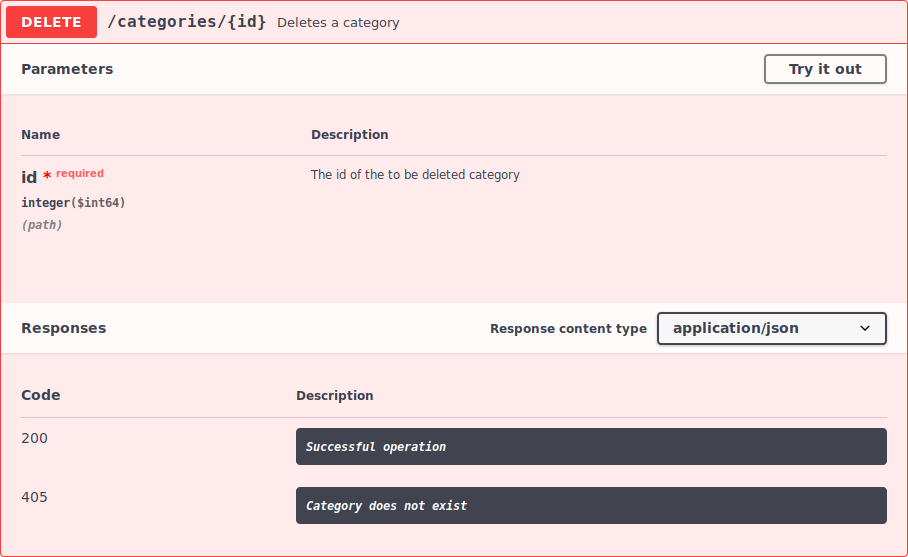 DELETE /categories/{id} Deletes a category
Parameters Try it out
Name Description
id * required The id of the to be deleted category
integer($int64)
(path)
Responses Response content type application/json
Code Description
200 Successful operation
405 Category does not exist